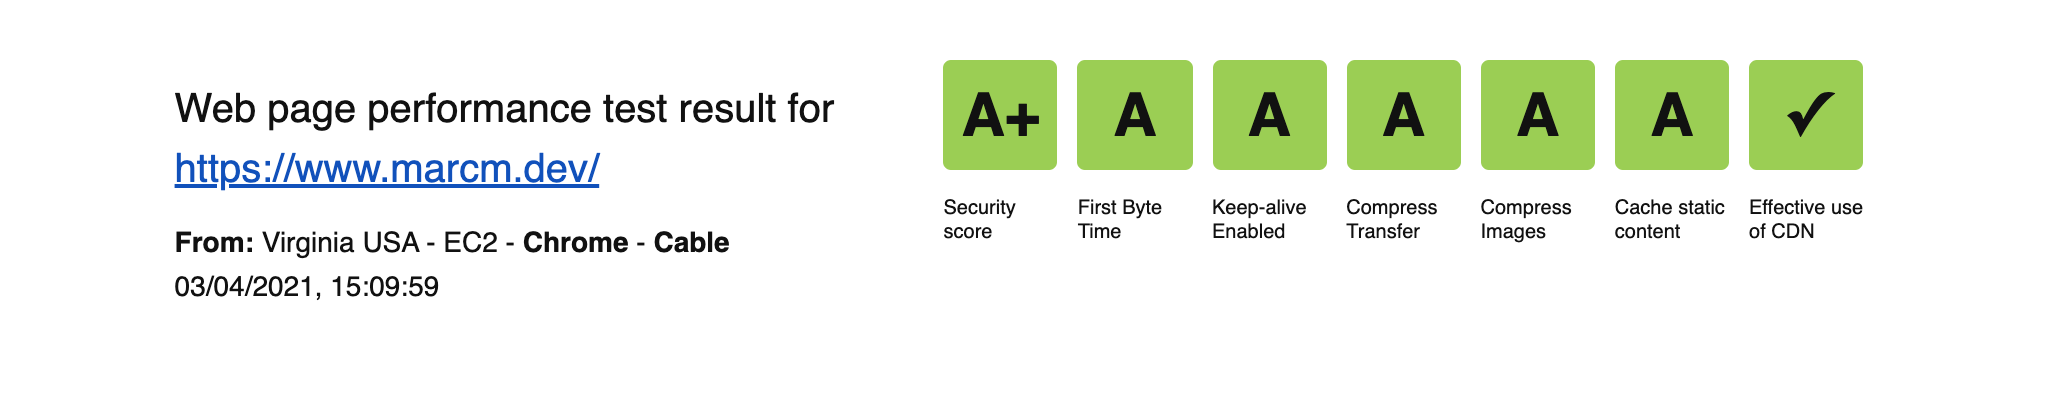 Web page performance test result for
https://www.marcm.dev/
From: Virginia USA - EC2 - Chrome - Cable
03/04/2021, 15:09:59
A+
Security
score
A
First Byte
Time
A
Keep-alive
Enabled
A
Compress
Transfer
A
Compress
Images
A
Cache static
content
✓
Effective use
of CDN